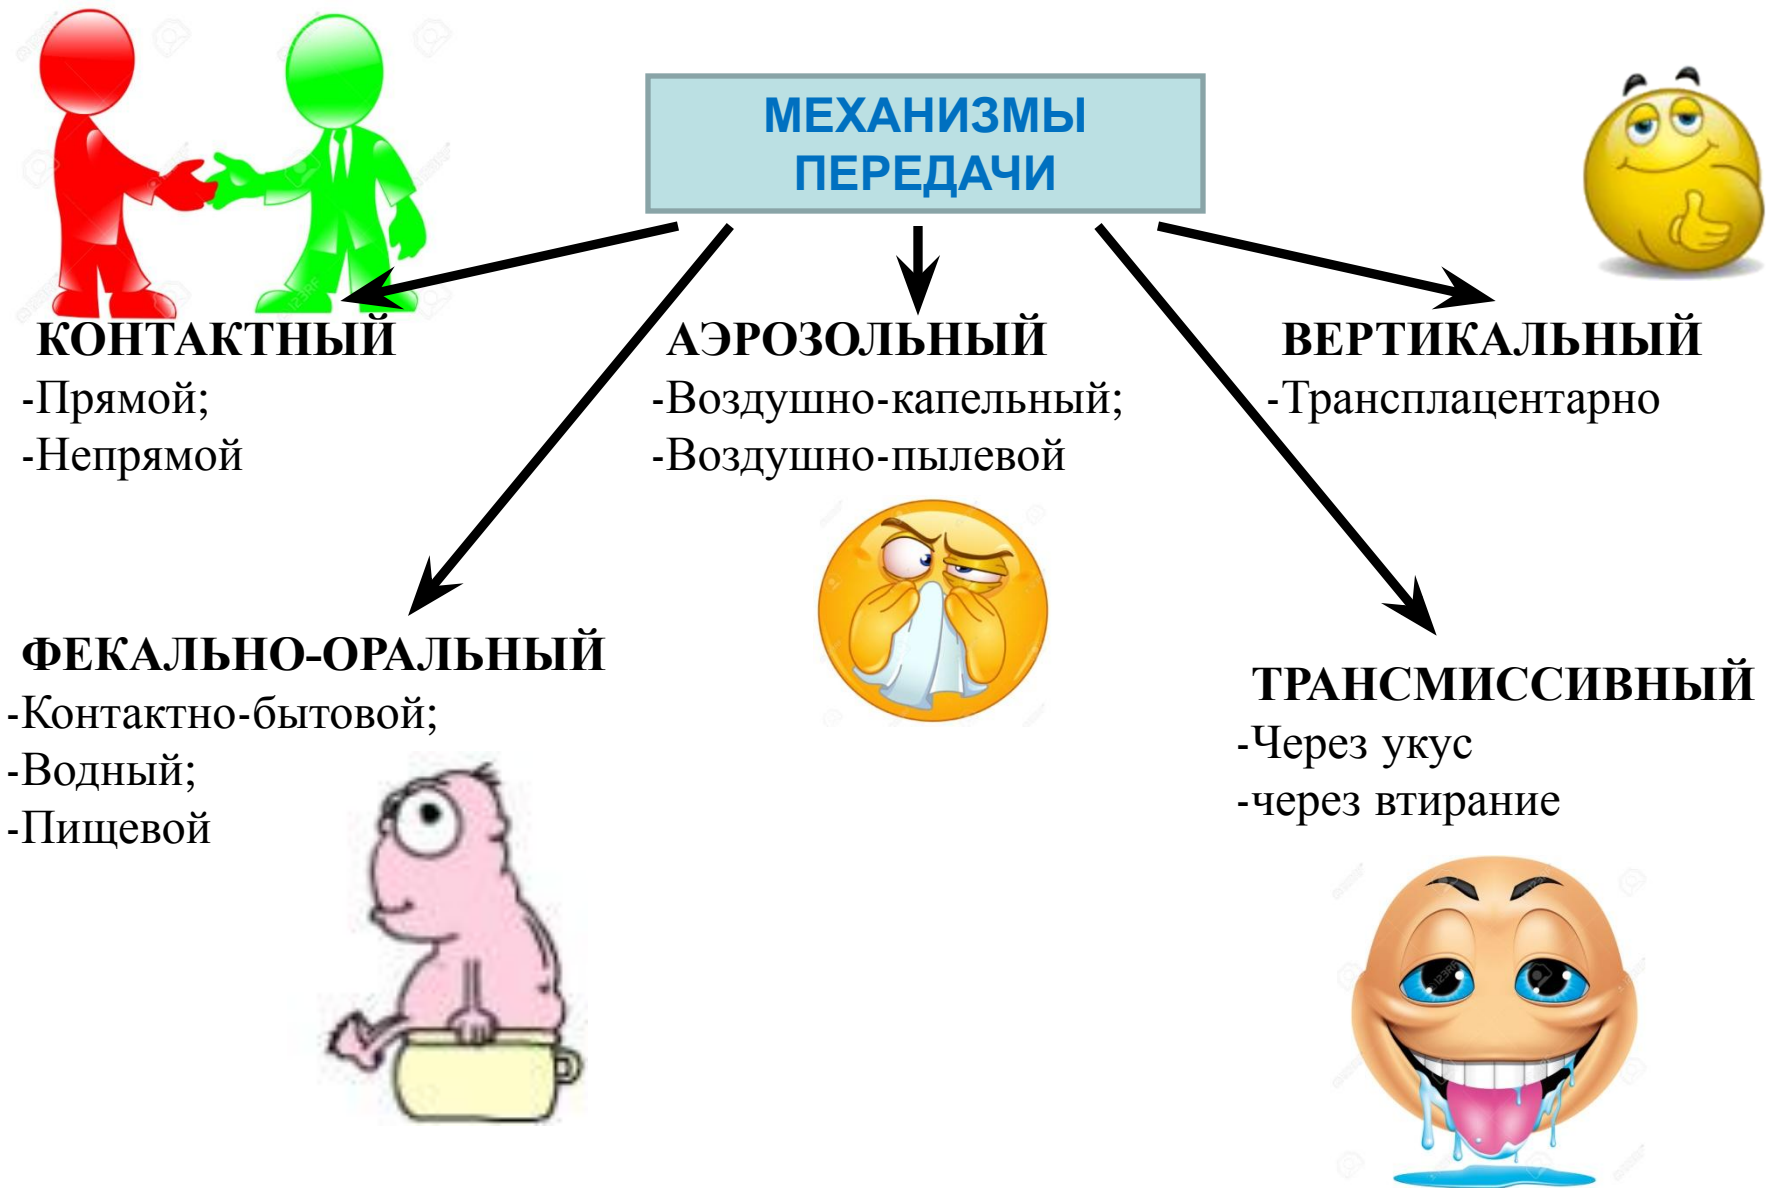 МЕХАНИЗМЫ
ПЕРЕДАЧИ
КОНТАКТНЫЙ
-Прямой;
-Непрямой
АЭРОЗОЛЬНЫЙ
-Воздушно-капельный;
-Воздушно-пылевой
ВЕРТИКАЛЬНЫЙ
-Трансплацентарно
ФЕКАЛЬНО-ОРАЛЬНЫЙ
-Контактно-бытовой;
-Водный;
-Пищевой
ТРАНСМИССИВНЫЙ
-Через укус
-через втирание